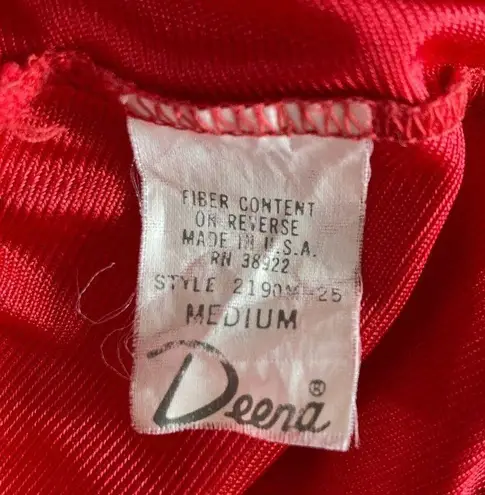 FIBER CONTENT
ON REVERSE
MADE IN U.S.A.
RN 38922
STYLE 2190M-25
MEDIUM
Deena®